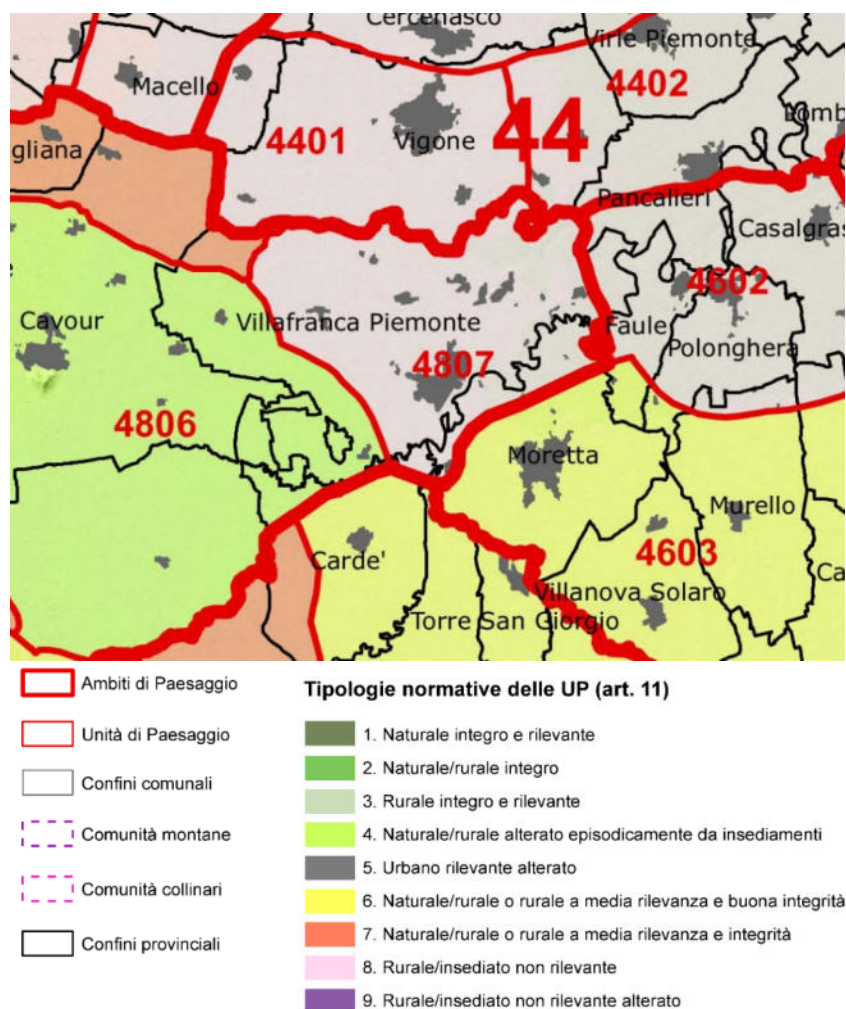 Cercenasco
Virle Piemonte
4402
Macello
Lomb
gliana
4401
Vigone
44
Pancalieri
Casalgras
4602
Cavour
Villafranca Piemonte
Faule
4807
Polonghera
4806
Moretta
Murello
Carde'
4603
Ca
Villanova Solaro
Torre San Giorgio
Ambiti di Paesaggio
Unità di Paesaggio
Confini comunali
Comunità montane
Comunità collinari
Confini provinciali
Tipologie normative delle UP (art. 11)
1. Naturale integro e rilevante
2. Naturale/rurale integro
3. Rurale integro e rilevante
4. Naturale/rurale alterato episodicamente da insediamenti
5. Urbano rilevante alterato
6. Naturale/rurale o rurale a media rilevanza e buona integrità
7. Naturale/rurale o rurale a media rilevanza e integrità
8. Rurale/insediato non rilevante
9. Rurale/insediato non rilevante alterato